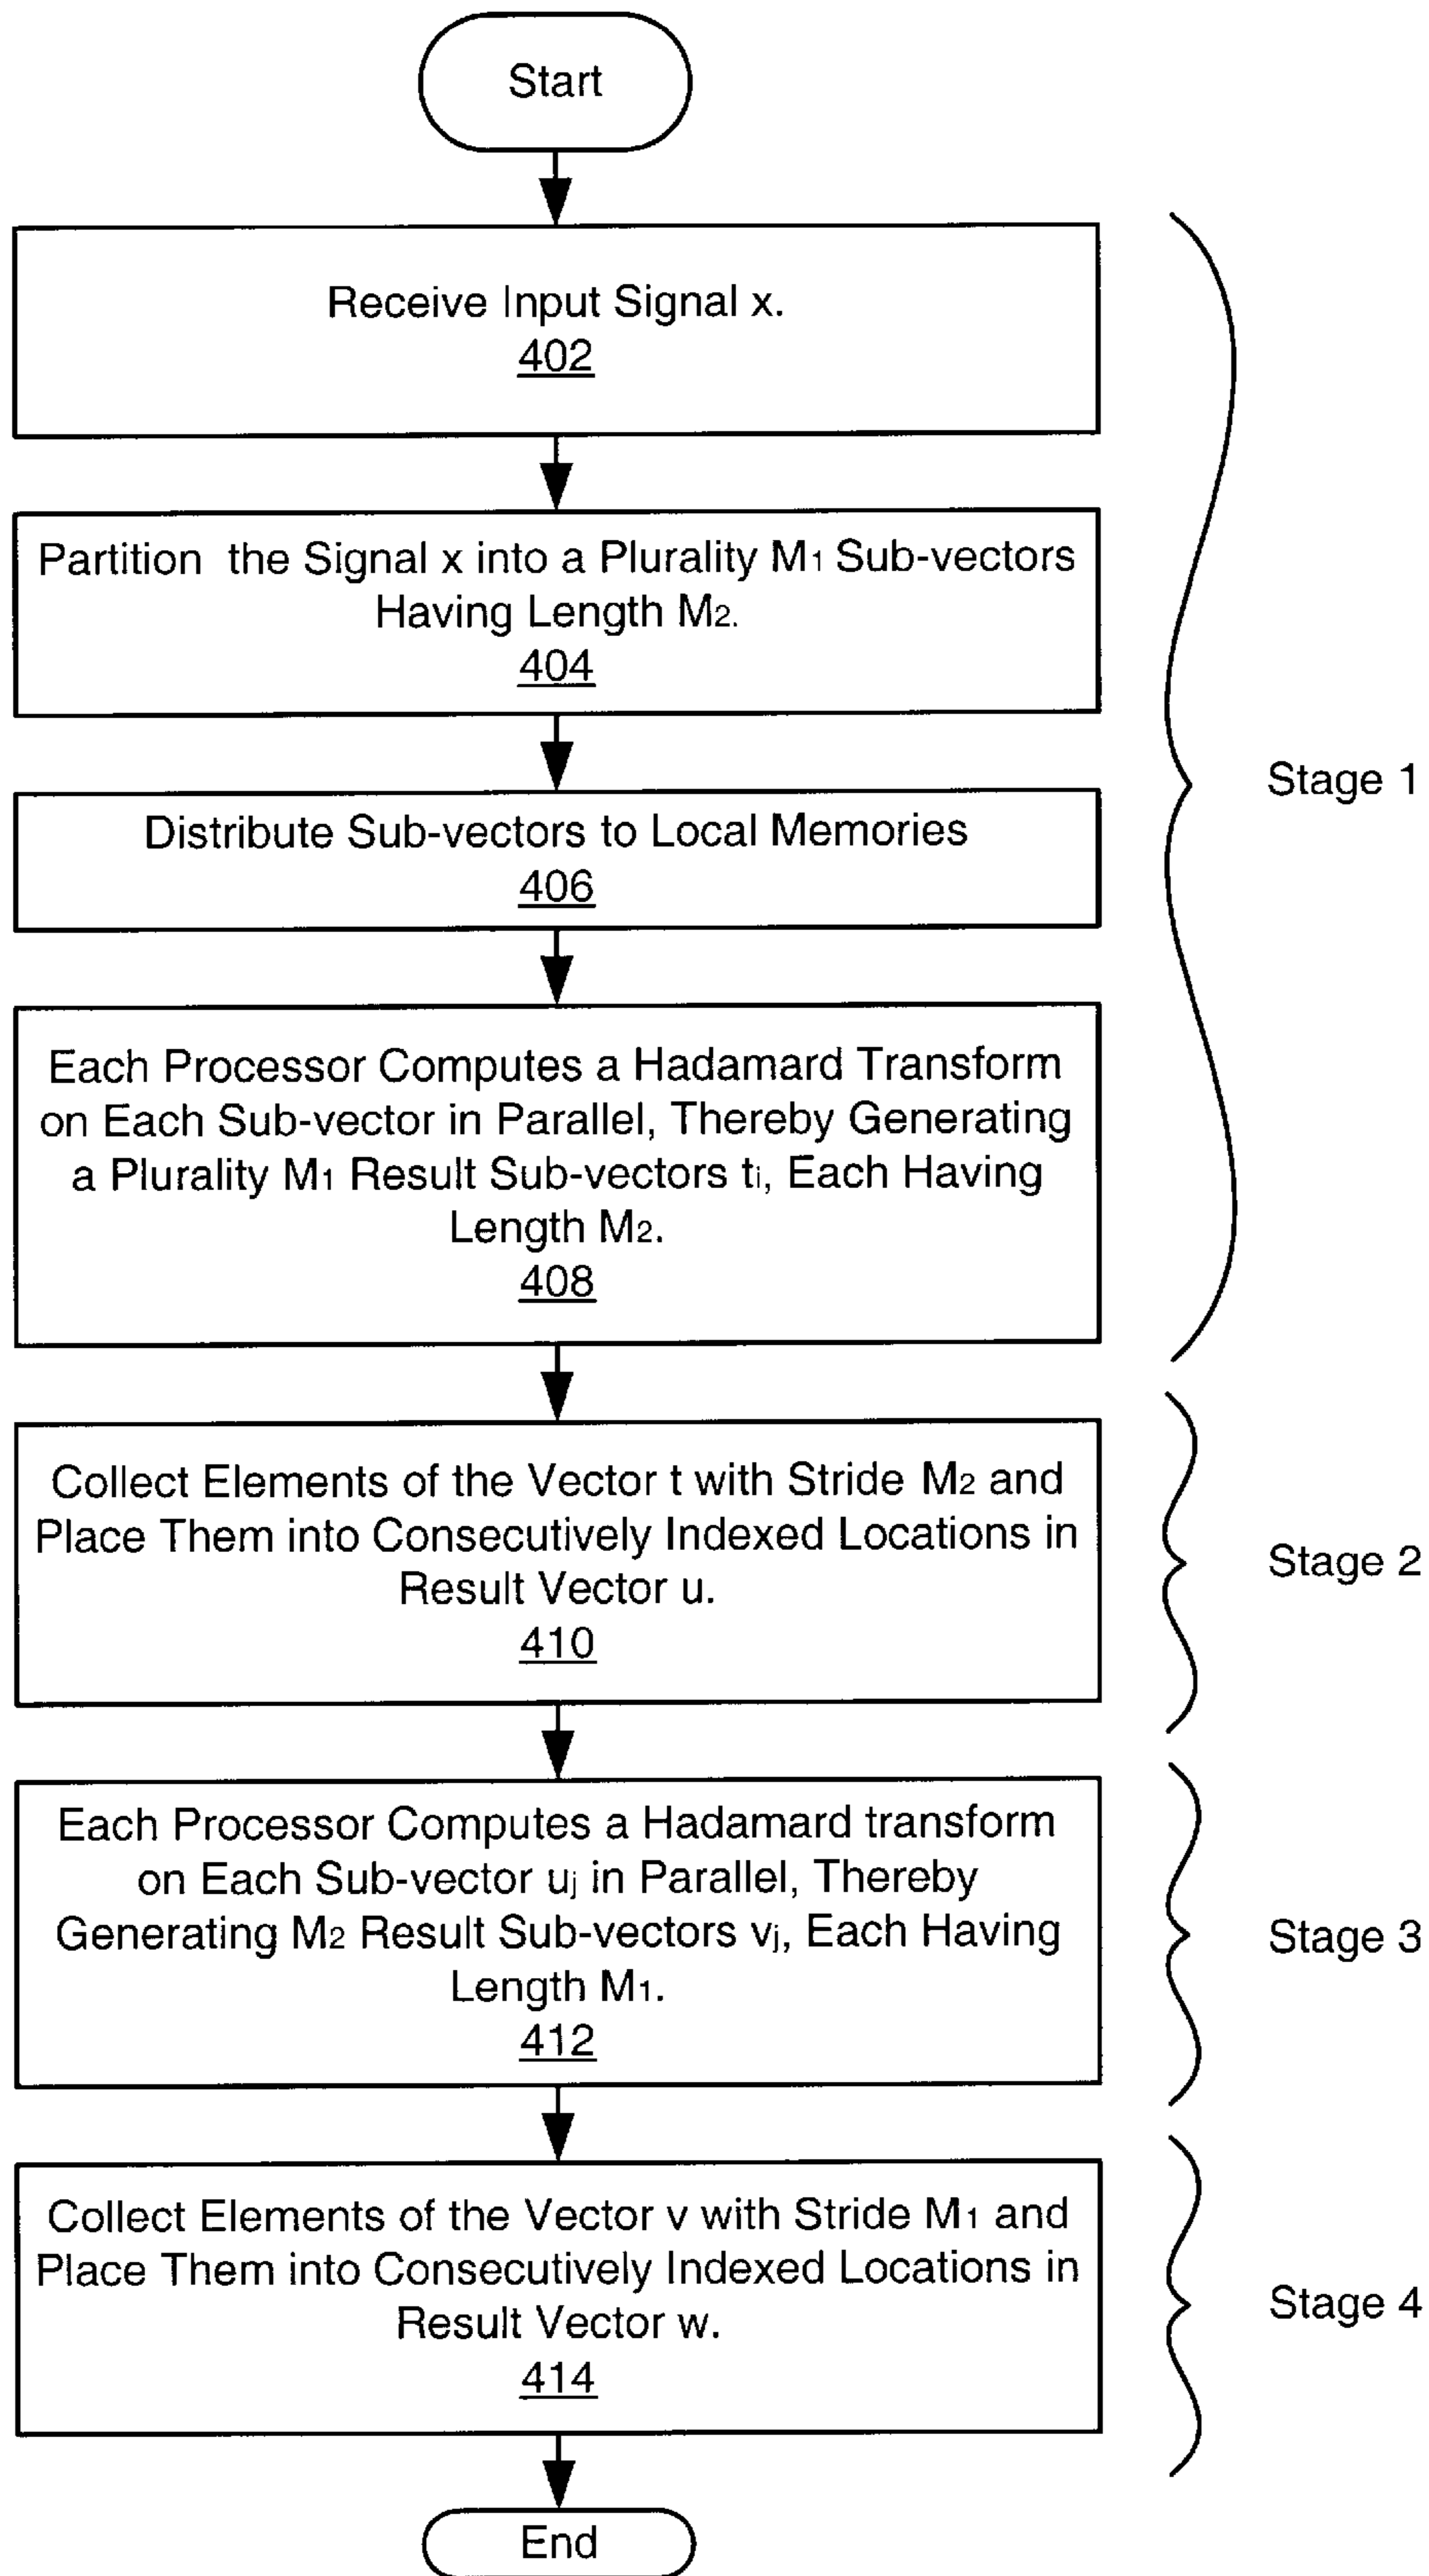 Start
Receive Input Signal x.
402
Partition the Signal x into a Plurality M1 Sub-vectors
Having Length M2.
404
Distribute Sub-vectors to Local Memories
406
Each Processor Computes a Hadamard Transform
on Each Sub-vector in Parallel, Thereby Generating
a Plurality M1 Result Sub-vectors ti, Each Having
Length M2.
408
Stage 1
Collect Elements of the Vector t with Stride M2 and
Place Them into Consecutively Indexed Locations in
Result Vector u.
410
Stage 2
Each Processor Computes a Hadamard transform
on Each Sub-vector uj in Parallel, Thereby
Generating M2 Result Sub-vectors vj, Each Having
Length M1.
412
Stage 3
Collect Elements of the Vector v with Stride M1 and
Place Them into Consecutively Indexed Locations in
Result Vector w.
414
Stage 4
End